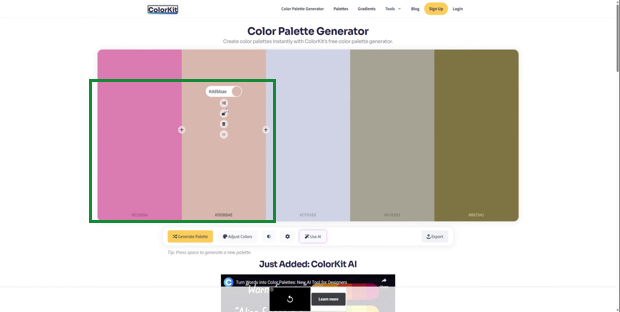 ColorKit
Color Palette Generator Palettes Gradients Tools Blog Sign Up Login
Color Palette Generator
Create color palettes instantly with ColorKit's free color palette generator.
Generate Palette Adjust Colors Use AI Export
Tip: Press space to generate a new palette.
Just Added: ColorKit AI
Turn Words Into Color Palettes: New AI Tool for Designers
Learn more